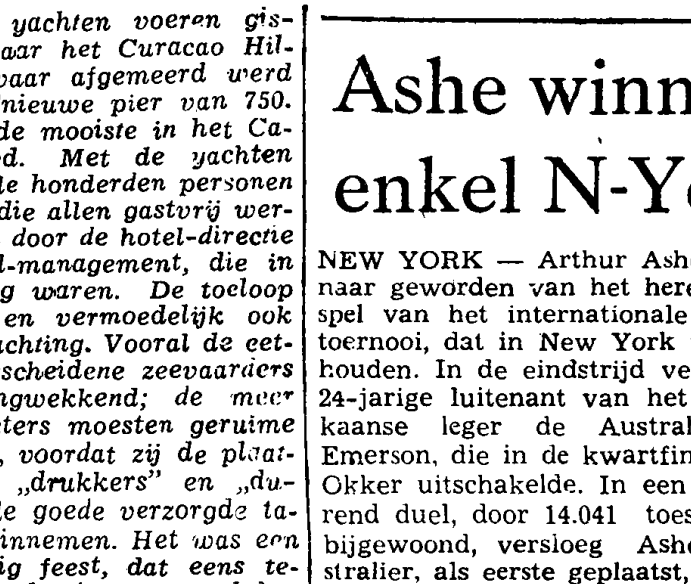 yachten voeren gis-
aar het Curacao Hil-
waar afgemeerd werd
nieuwe pier van 750.
de mooiste in het Ca-
ed. Met de yachten
de honderden personen
die allen gastvrij wer-
door de hotel-directie
l-management, die in
g waren. De toeloop
en vermoedelijk ook
achting. Vooral de eet-
scheidene zeevaarders
ngwekkend; de meer
ters moesten geruime
, voordat zij de plaat-
„drukkers” en „du-
de goede verzorgde ta-
innemen. Het was een
ig feest, dat eens te-
Ashe winn
enkel N-Yo
NEW YORK — Arthur Ashe
naar geworden van het here
spel van het internationale
toernooi, dat in New York
houden. In de eindstrijd ve
24-jarige luitenant van het
kaanse leger de Austral
Emerson, die in de kwartfin
Okker uitschakelde. In een
rend duel, door 14.041 toes
bijgewoond, versloeg Ashe
stralier, als eerste geplaatst,